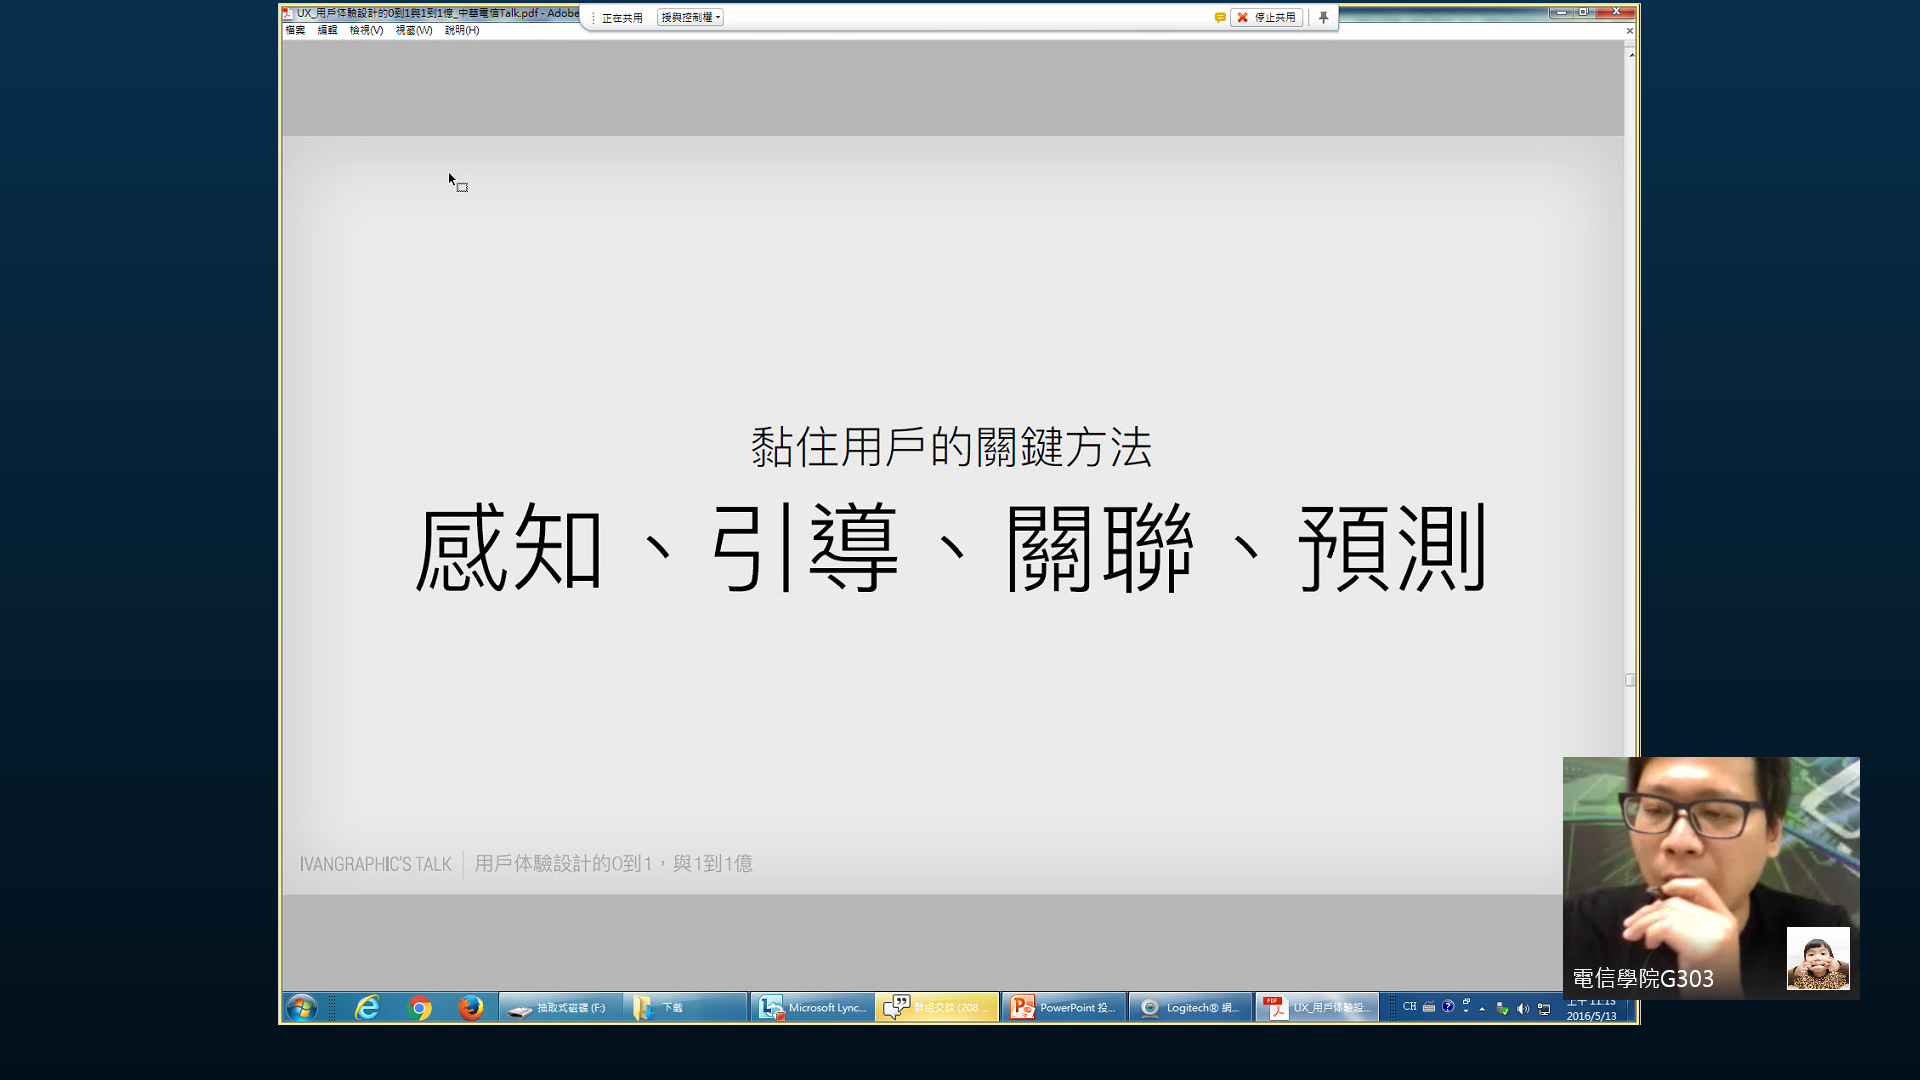 UX_用戶体驗設計的0到1與1到1億_中華電信Talk.pdf - Adobe
正在共用
授與控制權
停止共用
檔案 編輯 檢視(V) 視窗(W) 說明(H)
黏住用戶的關鍵方法
感知、引導、關聯、預測
IVANGRAPHIC'S TALK 用戶体驗設計的0到1，與1到1億
電信學院G303
抽取式磁碟 (F:)
下載
Microsoft Lync...
群組交談 (208 ...
PowerPoint 投...
Logitech® 網...
UX_用戶体驗設...
CH
上午 11:13
2016/5/13